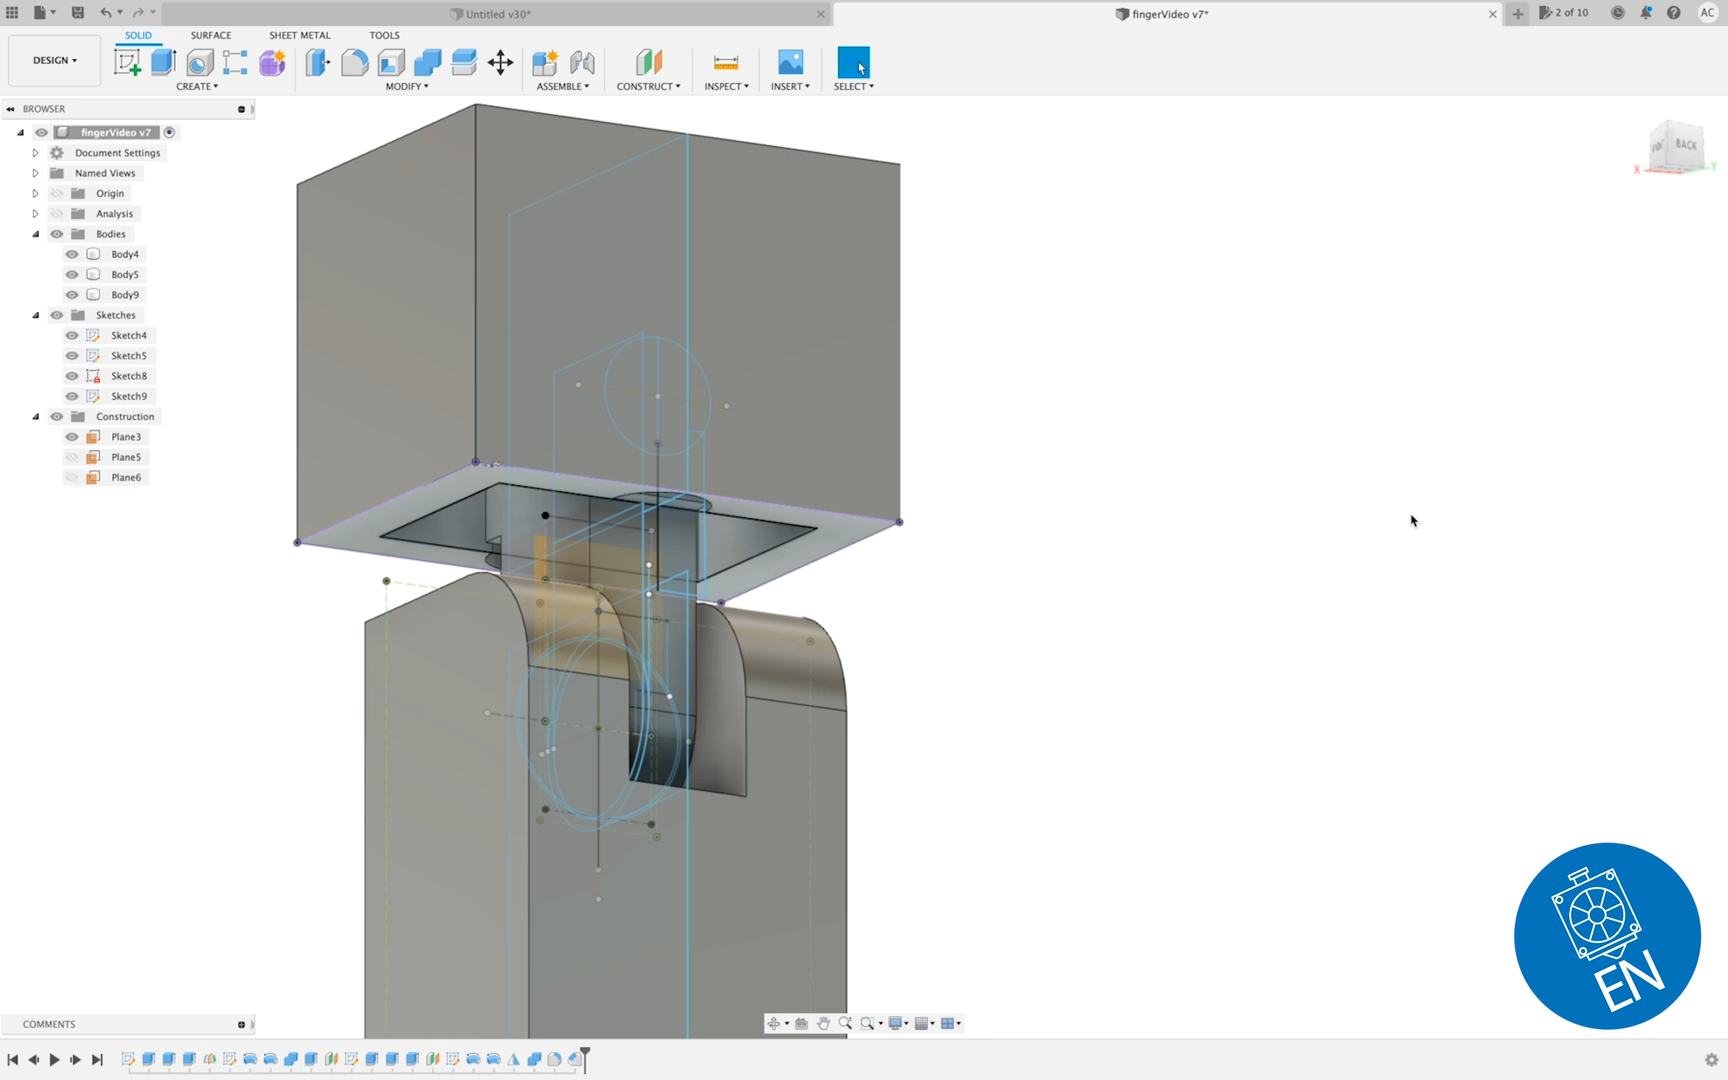 Untitled v30*
fingerVideo v7*
2 of 10
AC
DESIGN
SOLID
SURFACE
SHEET METAL
TOOLS
CREATE
MODIFY
ASSEMBLE
CONSTRUCT
INSPECT
INSERT
SELECT
BROWSER
fingerVideo v7
Document Settings
Named Views
Origin
Analysis
Bodies
Body4
Body5
Body9
Sketches
Sketch4
Sketch5
Sketch8
Sketch9
Construction
Plane3
Plane5
Plane6
BACK
X
Y
EN
COMMENTS